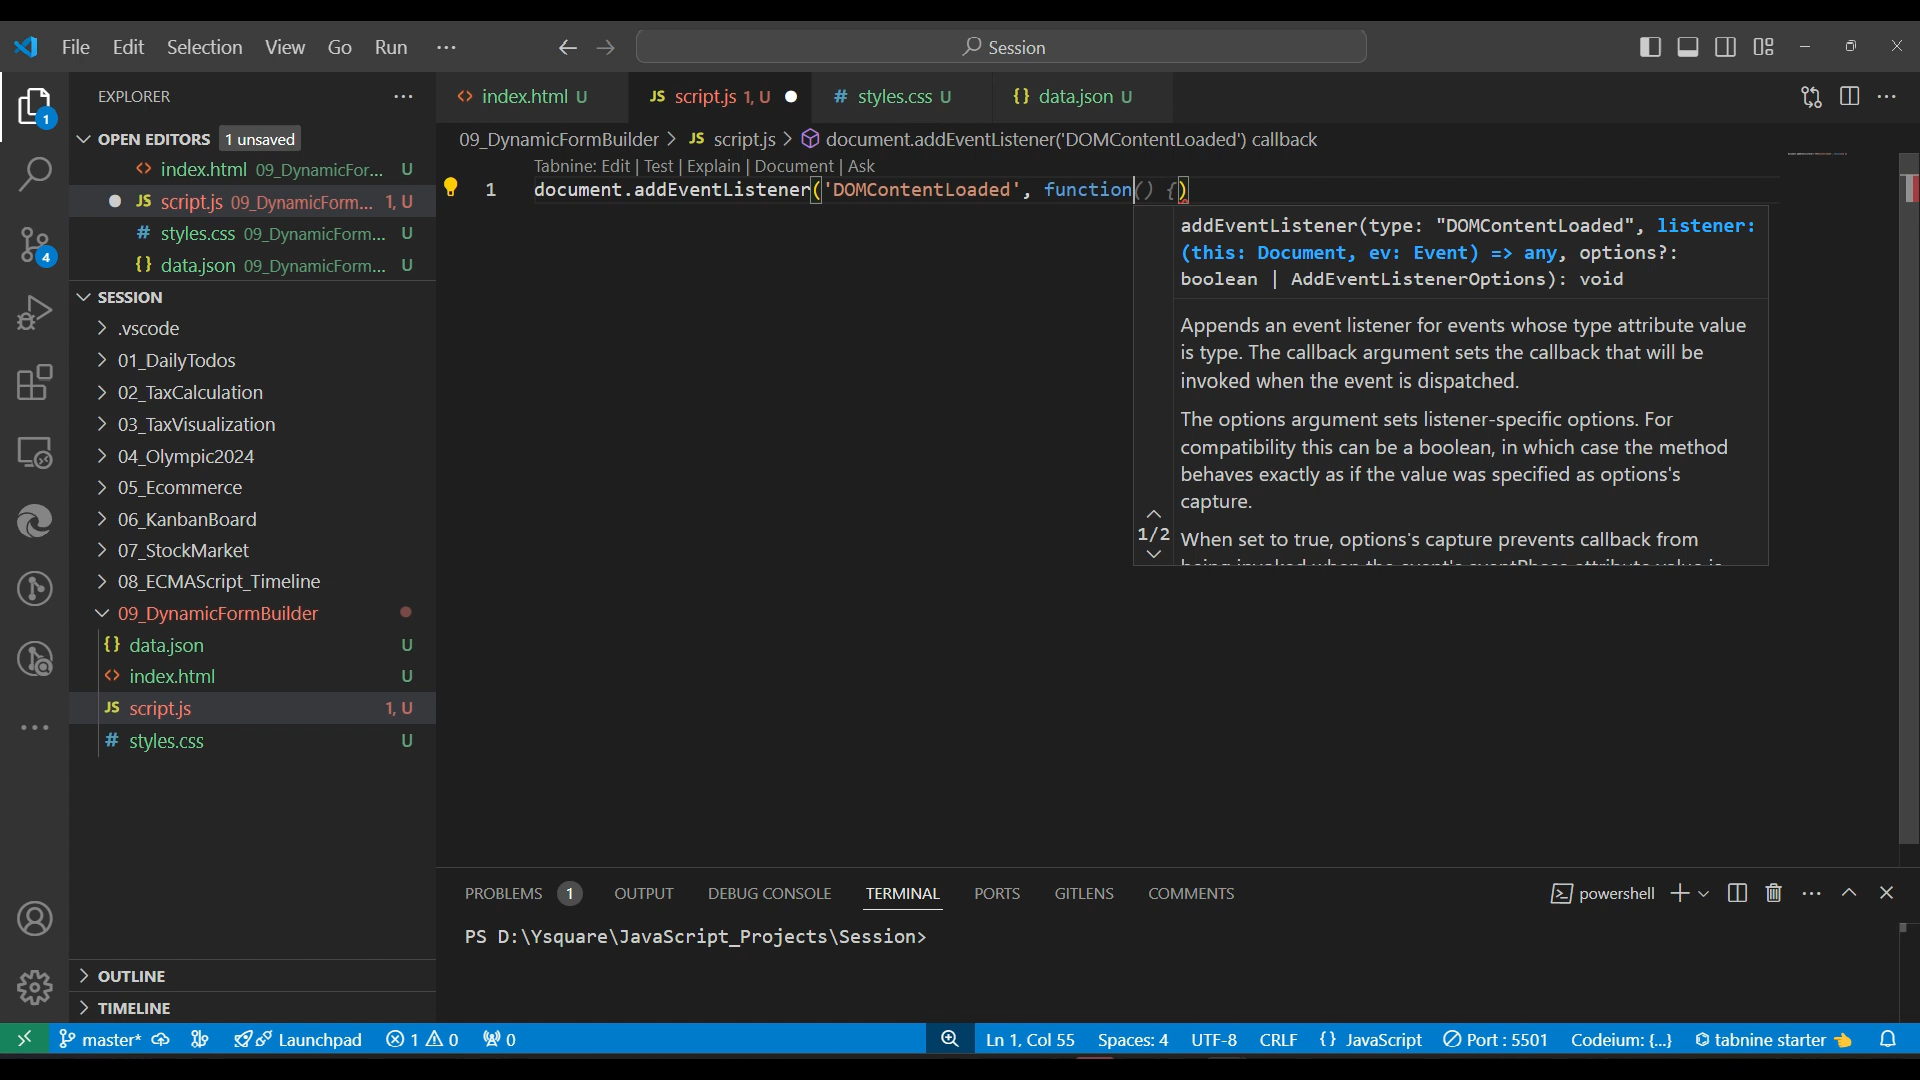 File Edit Selection View Go Run ···
Session
EXPLORER
OPEN EDITORS 1 unsaved
index.html 09_DynamicFor... U
JS script.js 09_DynamicForm... 1, U
# styles.css 09_DynamicForm... U
{} data.json 09_DynamicForm... U
SESSION
.vscode
01_DailyTodos
02_TaxCalculation
03_TaxVisualization
04_Olympic2024
05_Ecommerce
06_KanbanBoard
07_StockMarket
08_ECMAScript_Timeline
09_DynamicFormBuilder
{} data.json U
<> index.html U
JS script.js 1, U
# styles.css U
OUTLINE
TIMELINE
1
4
<> index.html U JS script.js 1, U # styles.css U {} data.json U
09_DynamicFormBuilder > JS script.js > document.addEventListener('DOMContentLoaded') callback
Tabnine: Edit | Test | Explain | Document | Ask
1 document.addEventListener('DOMContentLoaded', function() {)
addEventListener(type: "DOMContentLoaded", listener:
(this: Document, ev: Event) => any, options?:
boolean | AddEventListenerOptions): void
Appends an event listener for events whose type attribute value
is type. The callback argument sets the callback that will be
invoked when the event is dispatched.
The options argument sets listener-specific options. For
compatibility this can be a boolean, in which case the method
behaves exactly as if the value was specified as options's
capture.
1/2
When set to true, options's capture prevents callback from
PROBLEMS 1 OUTPUT DEBUG CONSOLE TERMINAL PORTS GITLENS COMMENTS
powershell
PS D:\Ysquare\JavaScript_Projects\Session>
master* Launchpad 1 0 0
Ln 1, Col 55 Spaces: 4 UTF-8 CRLF {} JavaScript Port : 5501 Codeium: {...} tabnine starter